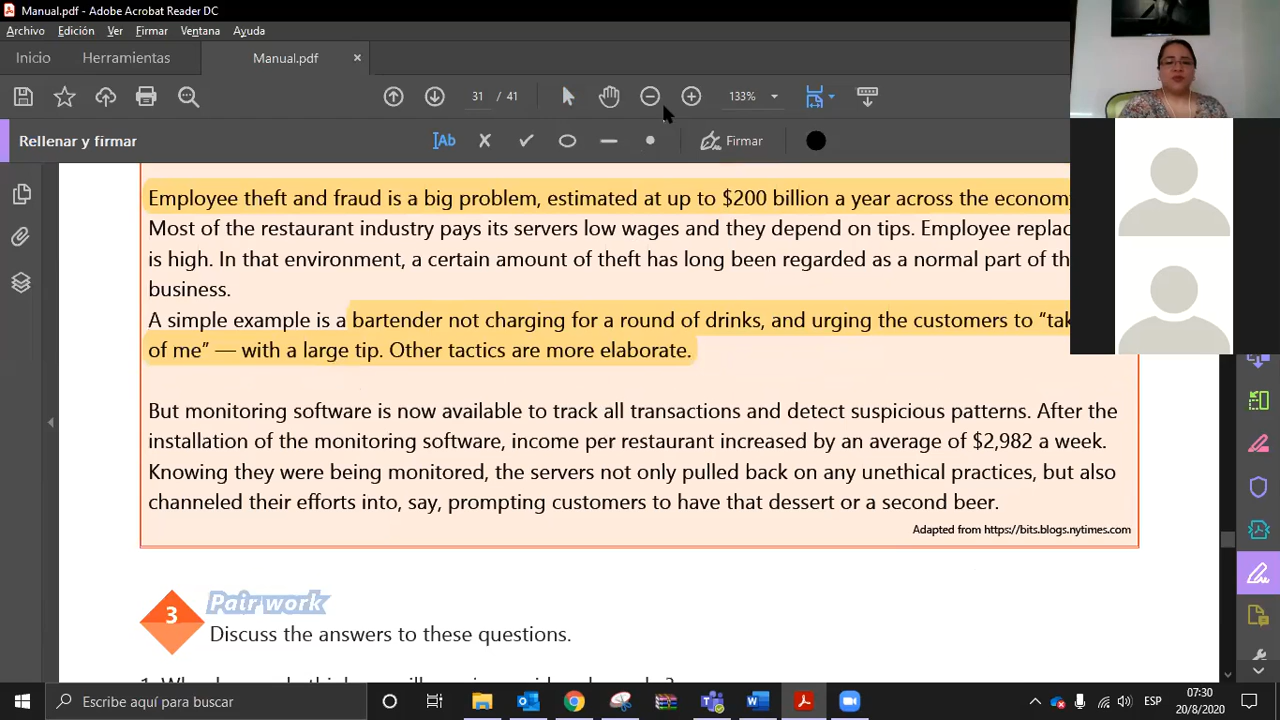 Manual.pdf - Adobe Acrobat Reader DC
Archivo Edición Ver Firmar Ventana Ayuda
Inicio Herramientas Manual.pdf ×
31 / 41 133%
Rellenar y firmar Ab Firmar
Employee theft and fraud is a big problem, estimated at up to $200 billion a year across the economy
Most of the restaurant industry pays its servers low wages and they depend on tips. Employee
is high. In that environment, a certain amount of theft has long been regarded as a normal part of
business.
A simple example is a bartender not charging for a round of drinks, and urging the customers to
of me” — with a large tip. Other tactics are more elaborate.
But monitoring software is now available to track all transactions and detect suspicious patterns. After the
installation of the monitoring software, income per restaurant increased by an average of $2,982 a week.
Knowing they were being monitored, the servers not only pulled back on any unethical practices, but also
channeled their efforts into, say, prompting customers to have that dessert or a second beer.
Adapted from https://bits.blogs.nytimes.com
3 Pair work
Discuss the answers to these questions.
Escribe aquí para buscar
ESP
07:30
20/8/2020